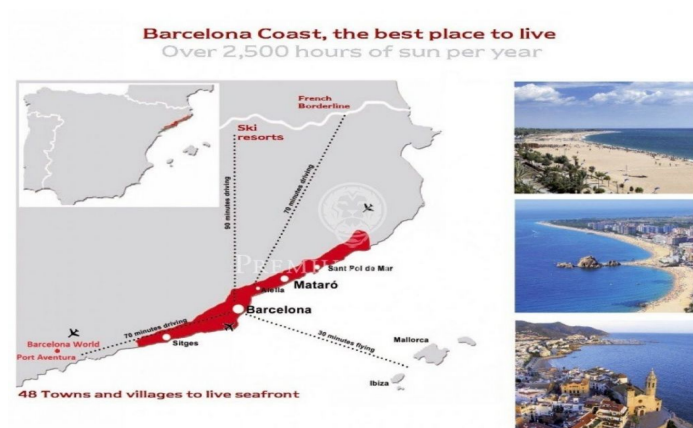 Barcelona Coast, the best place to live
Over 2,500 hours of sun per year
French
Borderline
Ski
resorts
90 minutes driving
70 minutes driving
Sant Pol de Mar
Mataró
Alella
Barcelona
70 minutes driving
30 minutes flying
Sitges
Barcelona World
Port Aventura
Mallorca
Ibiza
48 Towns and villages to live seafront